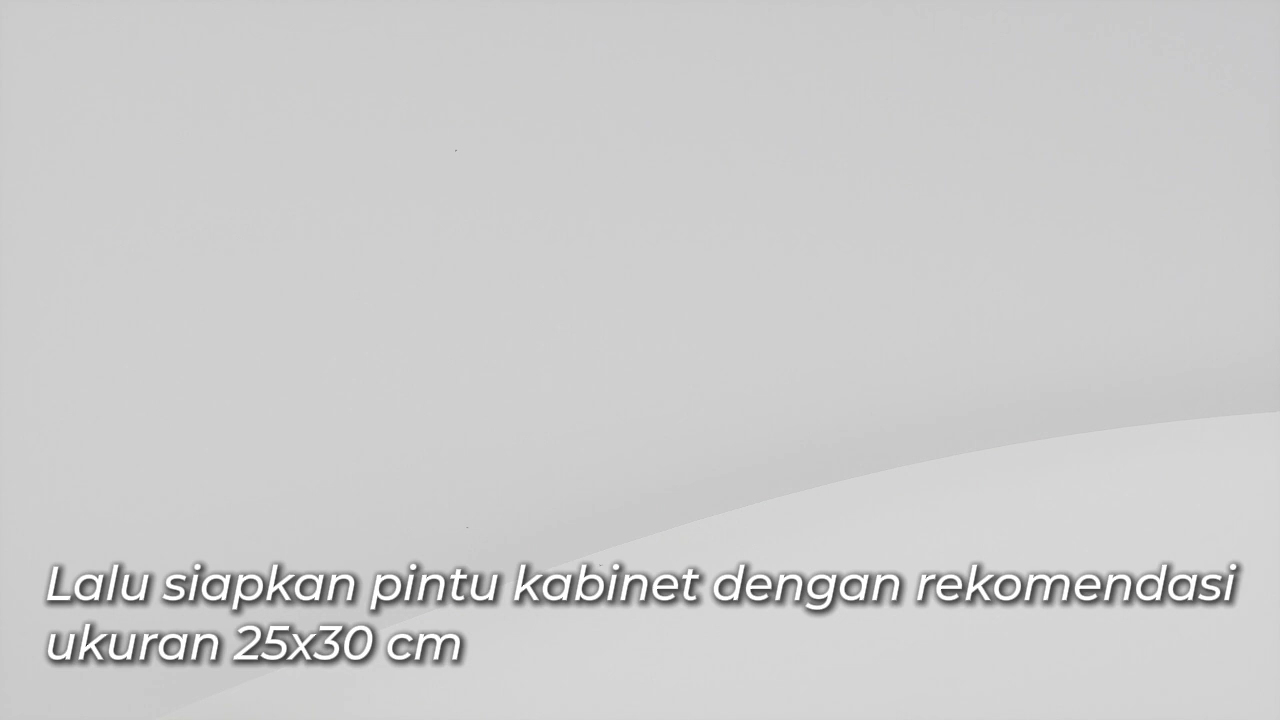 Lalu siapkan pintu kabinet dengan rekomendasi
ukuran 25x30 cm